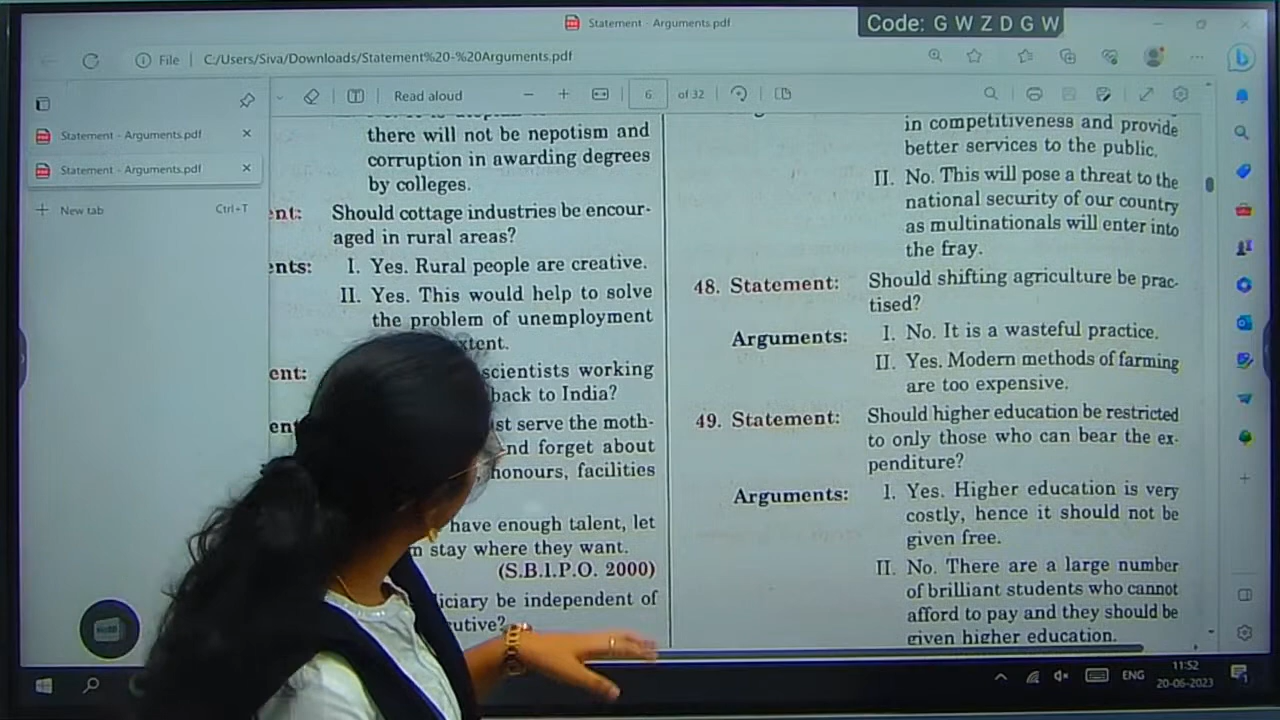 Statement - Arguments.pdf
Code: G W Z D G W
File
C:/Users/Siva/Downloads/Statement%20-%20Arguments.pdf
Read aloud
6 of 32
Statement - Arguments.pdf
Statement - Arguments.pdf
New tab Ctrl+T
there will not be nepotism and
corruption in awarding degrees
by colleges.
ent: Should cottage industries be encour-
aged in rural areas?
ents: I. Yes. Rural people are creative.
II. Yes. This would help to solve
the problem of unemployment
xtent.
ent: scientists working
back to India?
st serve the moth-
nd forget about
honours, facilities
have enough talent, let
m stay where they want.
(S.B.I.P.O. 2000)
iciary be independent of
utive?
in competitiveness and provide
better services to the public.
II. No. This will pose a threat to the
national security of our country
as multinationals will enter into
the fray.
48. Statement: Should shifting agriculture be prac-
tised?
Arguments: I. No. It is a wasteful practice.
II. Yes. Modern methods of farming
are too expensive.
49. Statement: Should higher education be restricted
to only those who can bear the ex-
penditure?
Arguments: I. Yes. Higher education is very
costly, hence it should not be
given free.
II. No. There are a large number
of brilliant students who cannot
afford to pay and they should be
given higher education.
ENG
11:52
20-06-2023